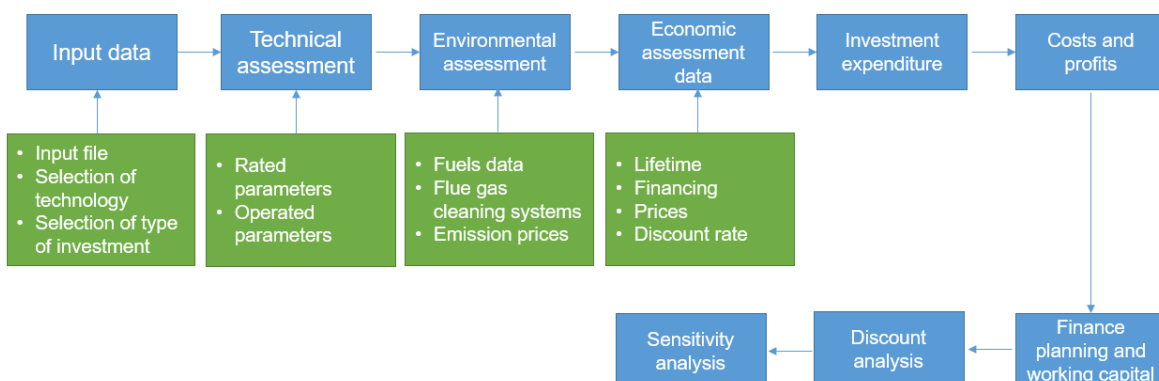 Input data
Technical
assessment
Environmental
assessment
Economic
assessment
data
Investment
expenditure
Costs and
profits
• Input file
• Selection of
technology
• Selection of type
of investment
• Rated
parameters
• Operated
parameters
• Fuels data
• Flue gas
cleaning systems
• Emission prices
• Lifetime
• Financing
• Prices
• Discount rate
Sensitivity
analysis
Discount
analysis
Finance
planning and
working capital